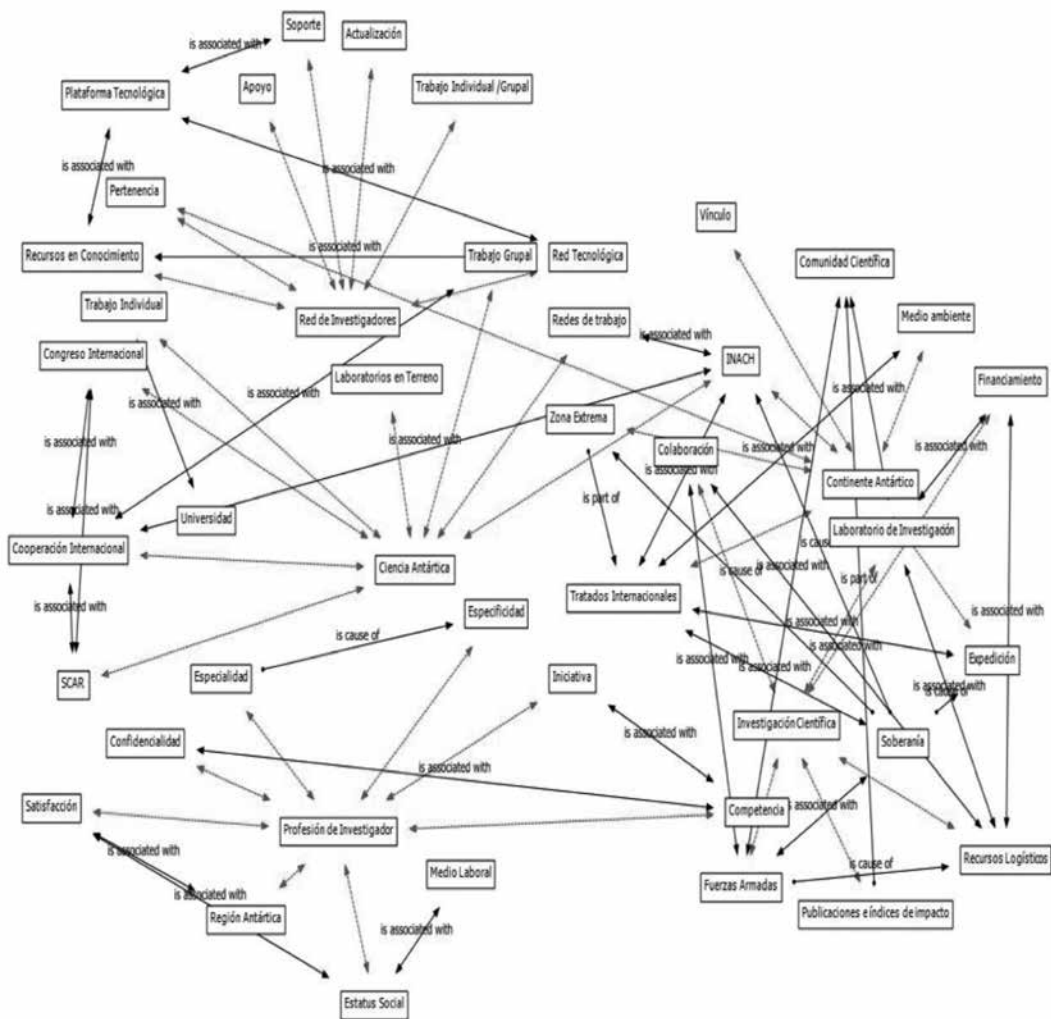 Soporte
Actualización
is associated with
Plataforma Tecnológica
Apoyo
Trabajo Individual /Grupal
is associated with
is associated with
Pertenencia
Vínculo
is associated with
Recursos en Conocimiento
Trabajo Grupal
Red Tecnológica
Comunidad Científica
Trabajo Individual
Red de Investigadores
Redes de trabajo
Medio ambiente
is associated with
Congreso Internacional
INACH
is associated with
Laboratorios en Terreno
Financiamiento
is associated with
is associated with
Zona Extrema
is associated with
is associated with
is associated with
Colaboración
is associated with
Continente Antártico
is part of
is associated with
Universidad
Laboratorio de Investigación
Cooperación Internacional
is cause
is associated with
Ciencia Antártica
is cause of
is part of
is associated with
Tratados Internacionales
Especificidad
is associated with
is associated with
is cause of
is associated with
is associated with
Expedición
SCAR
Especialidad
Iniciativa
is associated with
is associated with
is cause of
Investigación Científica
Confidencialidad
is associated with
Soberanía
is associated with
Satisfacción
Competencia
is associated with
Profesión de Investigador
is associated with
Medio Laboral
is cause of
Recursos Logísticos
is associated with
Fuerzas Armadas
Región Antártica
Publicaciones e índices de impacto
Estatus Social